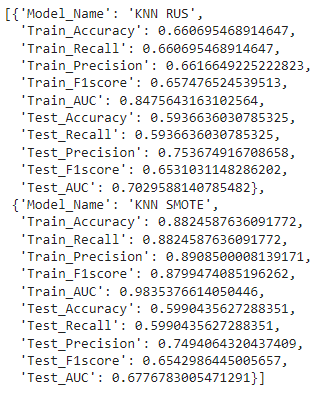 [{'Model_Name': 'KNN RUS',
'Train_Accuracy': 0.660695468914647,
'Train_Recall': 0.660695468914647,
'Train_Precision': 0.6616649225222823,
'Train_F1score': 0.657476524539513,
'Train_AUC': 0.8475643163102564,
'Test_Accuracy': 0.5936636030785325,
'Test_Recall': 0.5936636030785325,
'Test_Precision': 0.753674916708658,
'Test_F1score': 0.6531031148286202,
'Test_AUC': 0.7029588140785482},
{'Model_Name': 'KNN SMOTE',
'Train_Accuracy': 0.8824587636091772,
'Train_Recall': 0.8824587636091772,
'Train_Precision': 0.8908500008139171,
'Train_F1score': 0.8799474085196262,
'Train_AUC': 0.9835376614050446,
'Test_Accuracy': 0.5990435627288351,
'Test_Recall': 0.5990435627288351,
'Test_Precision': 0.7494064320437409,
'Test_F1score': 0.6542986445005657,
'Test_AUC': 0.6776783005471291}]